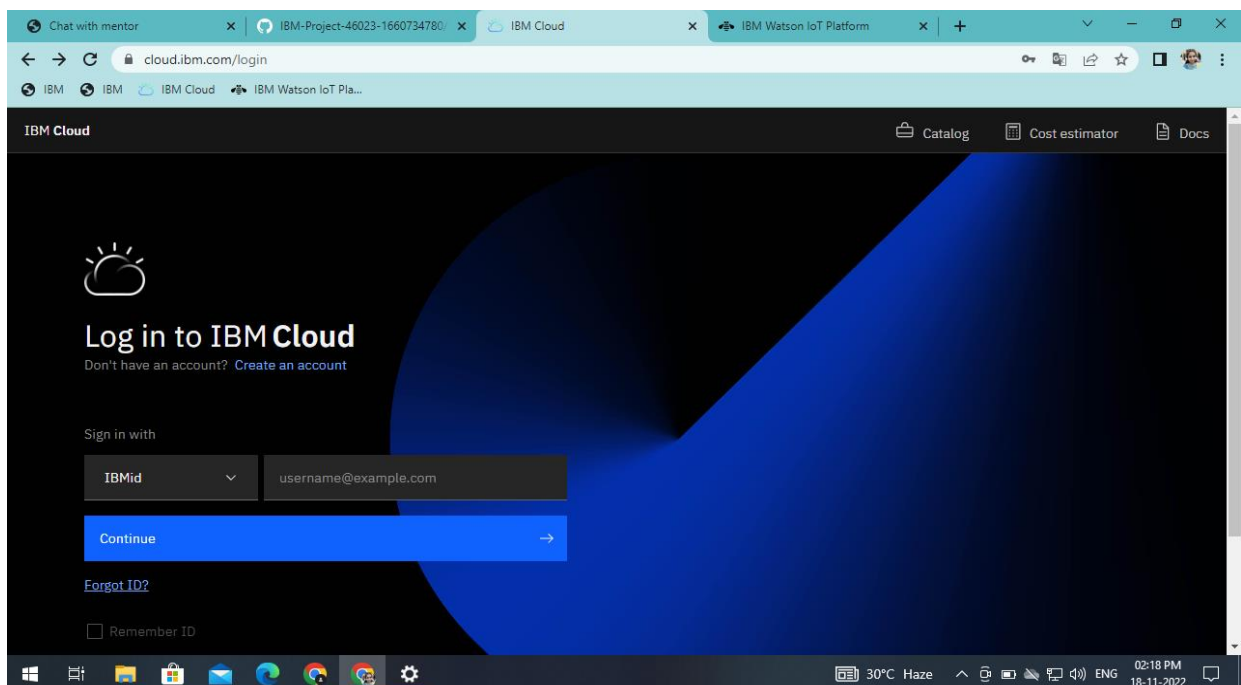 Chat with mentor IBM-Project-46023-1660734780/ IBM Cloud IBM Watson IoT Platform
cloud.ibm.com/login
IBM IBM IBM Cloud IBM Watson IoT Pla...
IBM Cloud Catalog Cost estimator Docs
Log in to IBM Cloud
Don't have an account? Create an account
Sign in with
IBMid username@example.com
Continue
Forgot ID?
Remember ID
30°C Haze ENG 02:18 PM
18-11-2022